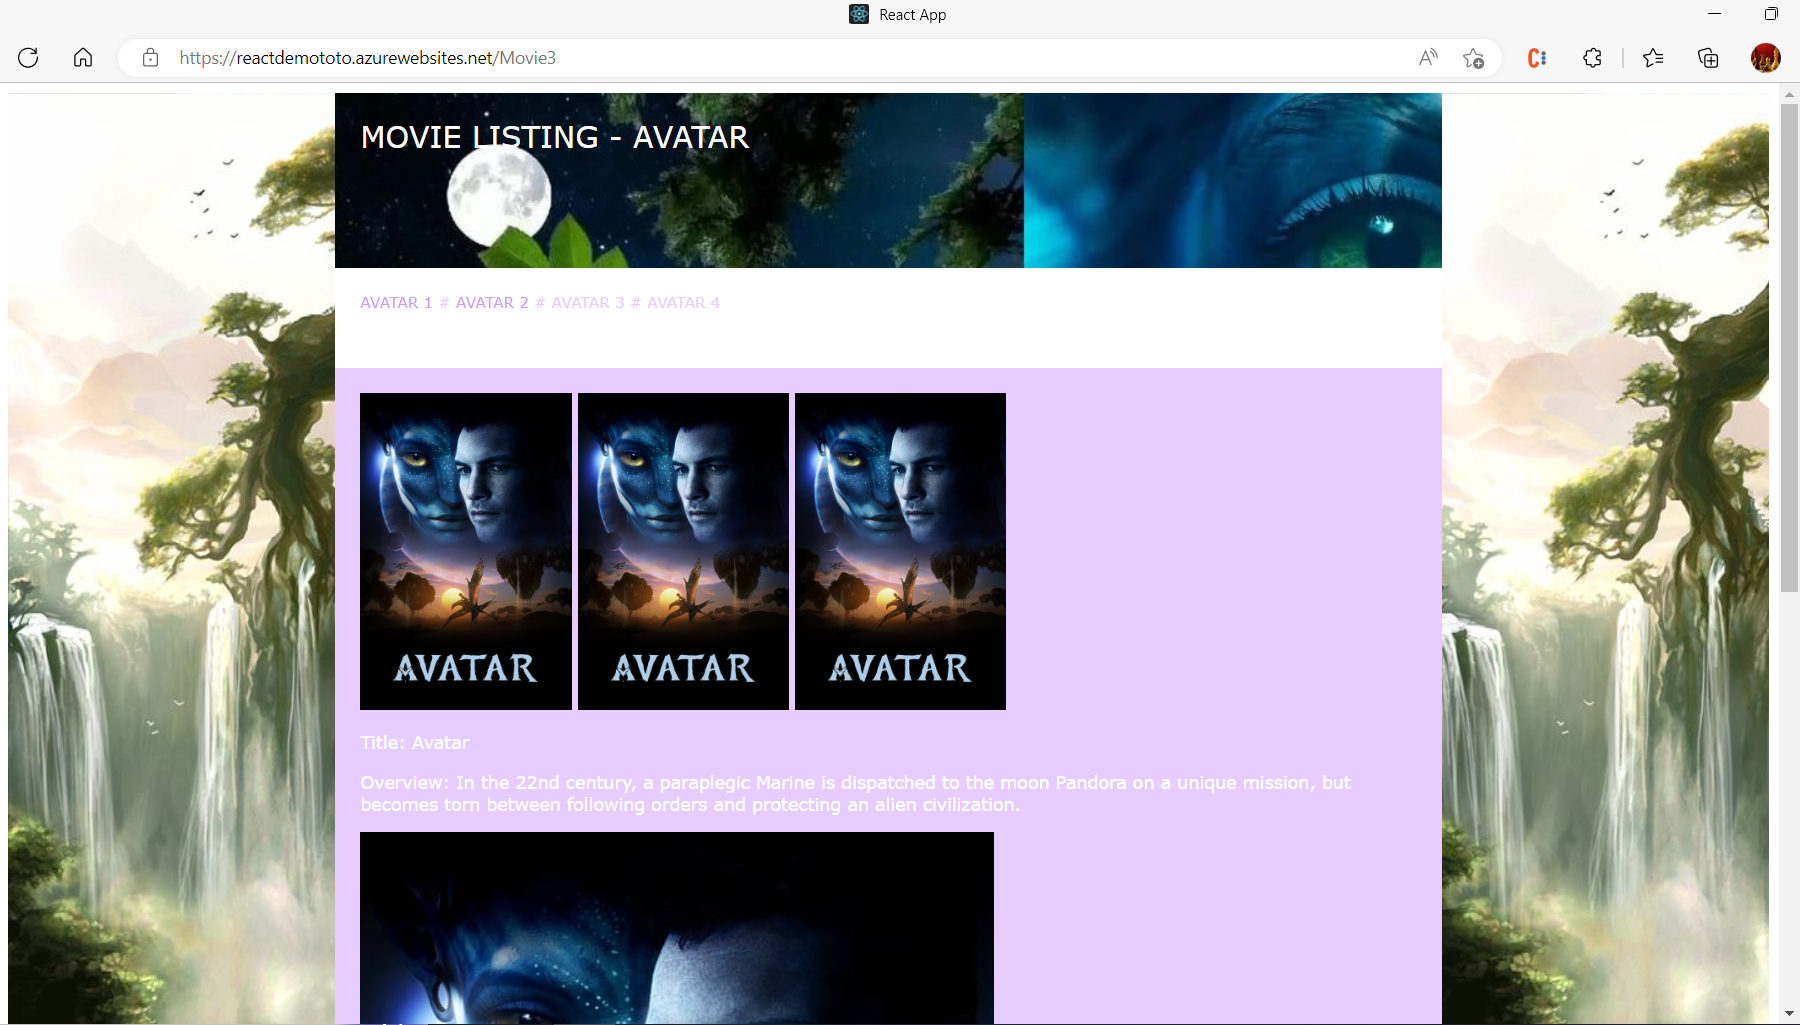 React App
https://reactdemototo.azurewebsites.net/Movie3
MOVIE LISTING - AVATAR
AVATAR 1 # AVATAR 2 # AVATAR 3 # AVATAR 4
AVATAR AVATAR AVATAR
Title: Avatar
Overview: In the 22nd century, a paraplegic Marine is dispatched to the moon Pandora on a unique mission, but
becomes torn between following orders and protecting an alien civilization.